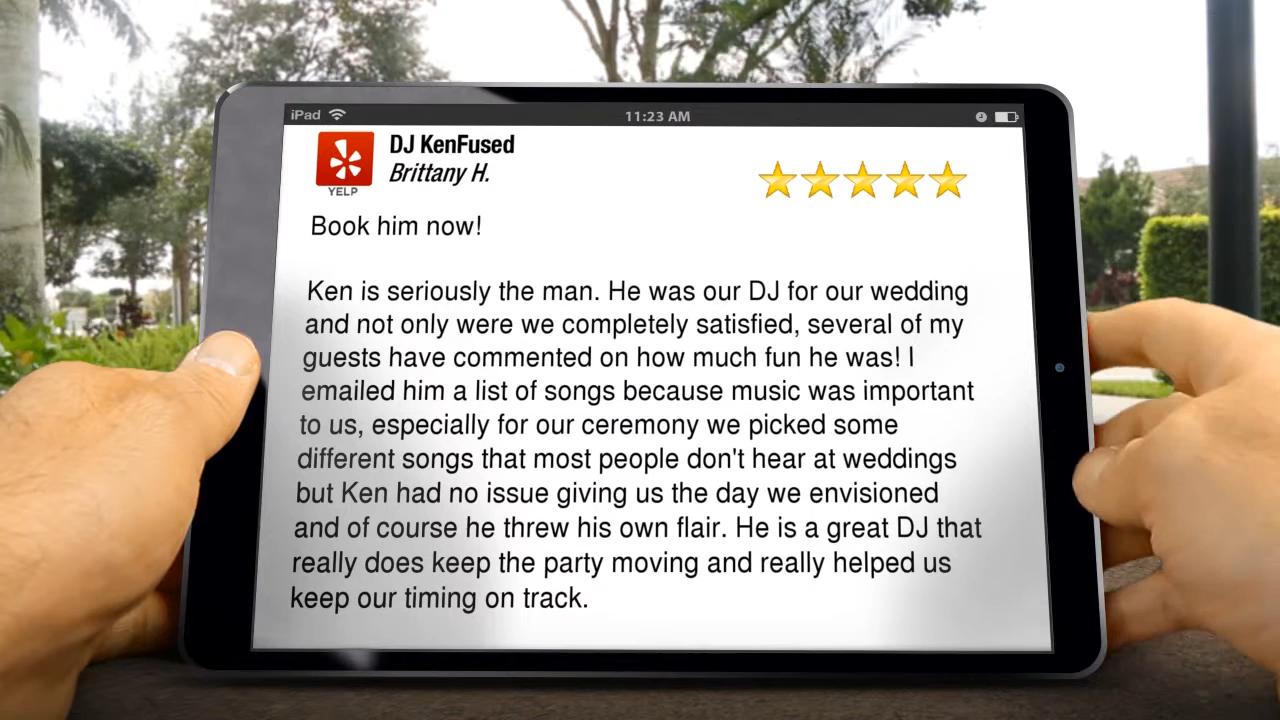 iPad
11:23 AM
DJ KenFused
Brittany H.
YELP
Book him now!
Ken is seriously the man. He was our DJ for our wedding
and not only were we completely satisfied, several of my
guests have commented on how much fun he was! I
emailed him a list of songs because music was important
to us, especially for our ceremony we picked some
different songs that most people don't hear at weddings
but Ken had no issue giving us the day we envisioned
and of course he threw his own flair. He is a great DJ that
really does keep the party moving and really helped us
keep our timing on track.